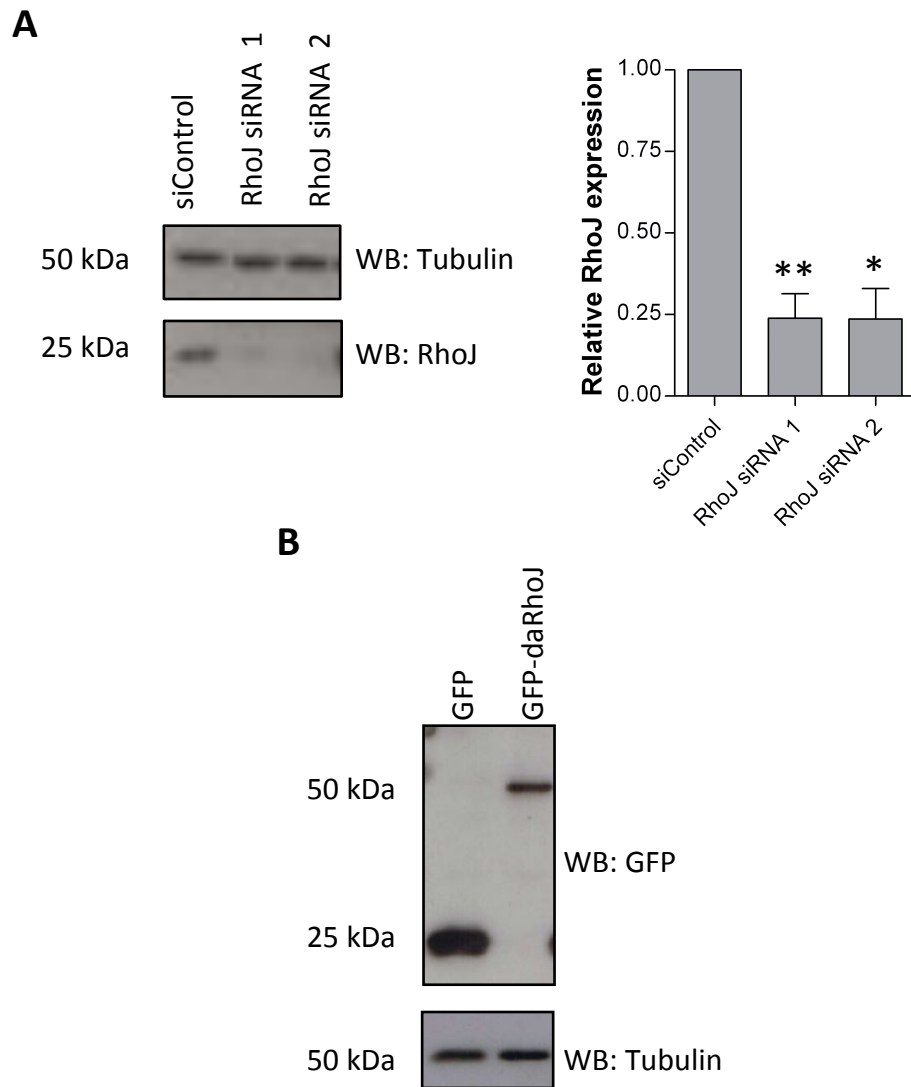 A
siControl
RhoJ siRNA 1
RhoJ siRNA 2
50 kDa
WB: Tubulin
25 kDa
WB: RhoJ
Relative RhoJ expression
1.00
0.75
0.50
0.25
0.00
**
*
siControl
RhoJ siRNA 1
RhoJ siRNA 2
B
GFP
GFP-daRhoJ
50 kDa
WB: GFP
25 kDa
50 kDa
WB: Tubulin